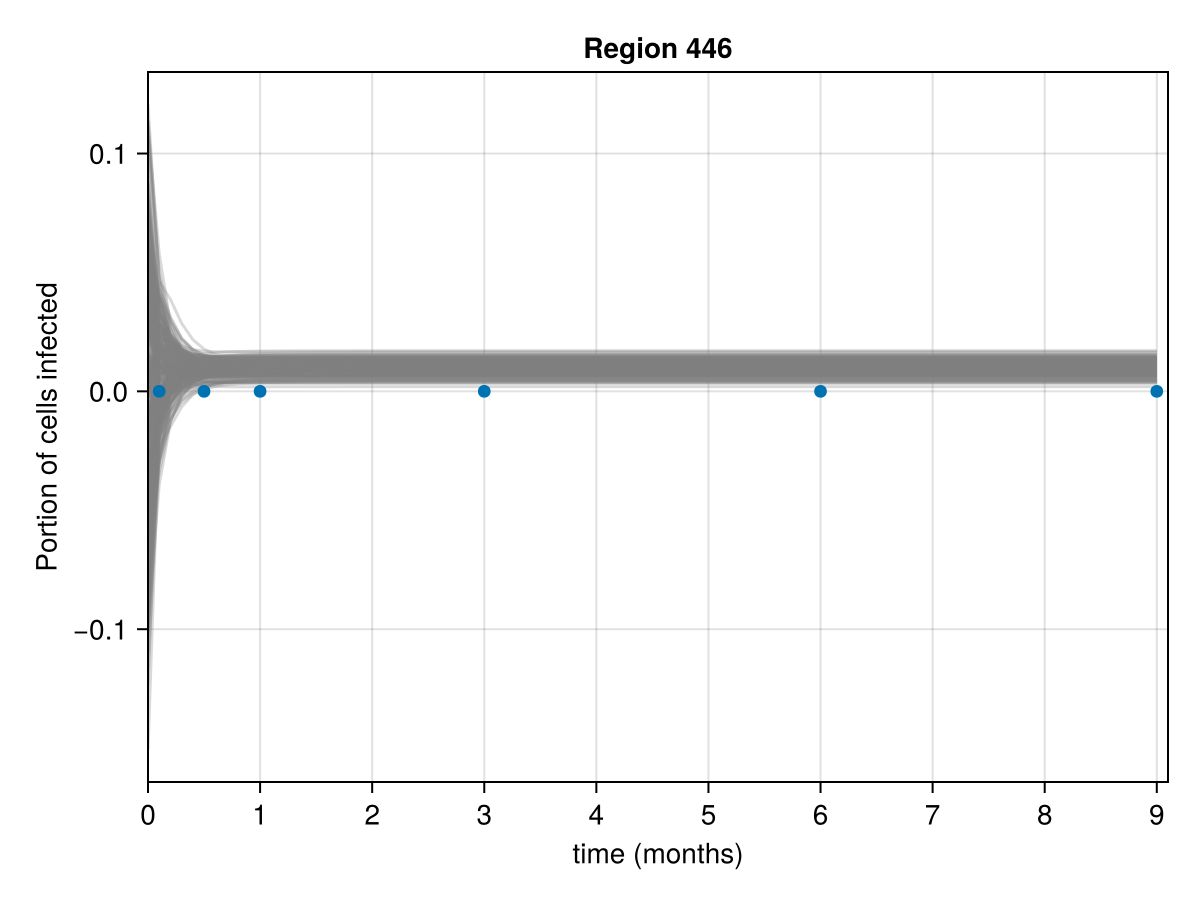 Region 446
0.1
0.0
−0.1
Portion of cells infected
0 1 2 3 4 5 6 7 8 9
time (months)